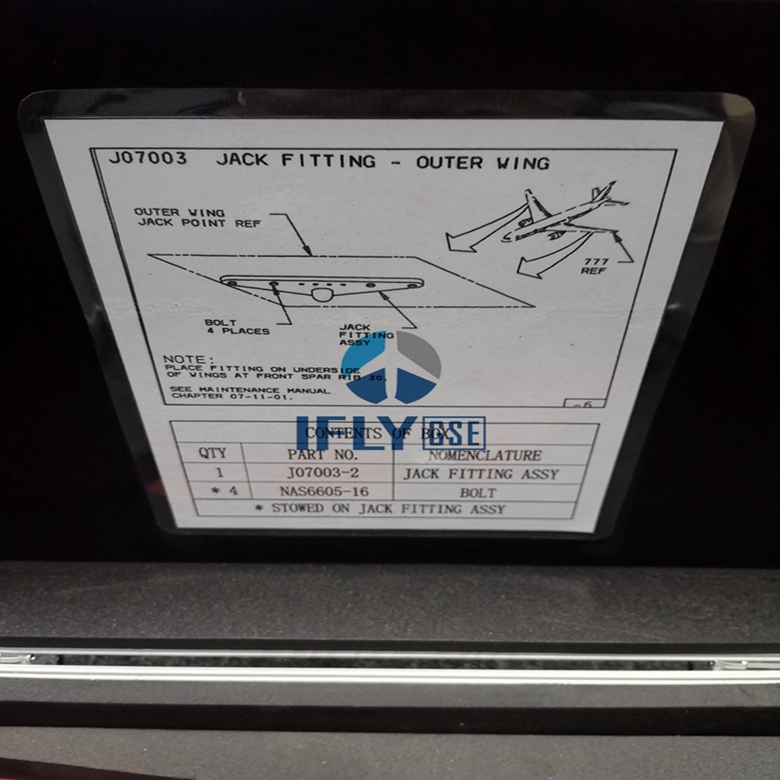 J07003 JACK FITTING - OUTER WING
OUTER WING
JACK POINT REF
777
REF
BOLT
4 PLACES
JACK
FITTING
ASSY
NOTE:
PLACE FITTING ON UNDERSIDE
OF WINGS AT FRONT SPAR RIB 30.
SEE MAINTENANCE MANUAL
CHAPTER 07-11-01.
-6
IFLY GSE
CONTENTS OF BOX
QTY PART NO. NOMENCLATURE
1 J07003-2 JACK FITTING ASSY
* 4 NAS6605-16 BOLT
* STOWED ON JACK FITTING ASSY